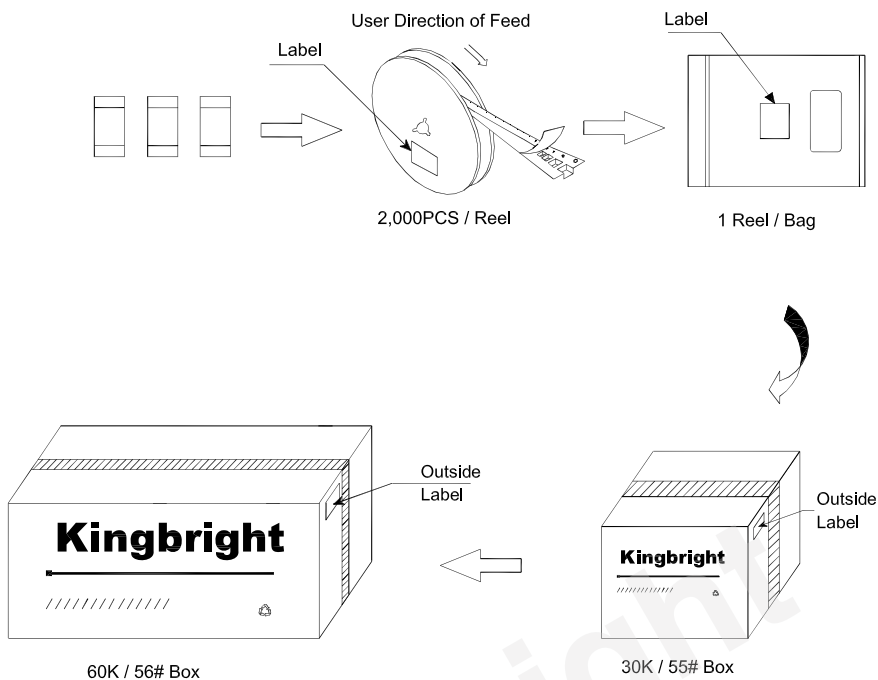 User Direction of Feed
Label
Label
2,000PCS / Reel
1 Reel / Bag
Outside
Label
Kingbright
60K / 56# Box
Outside
Label
Kingbright
30K / 55# Box